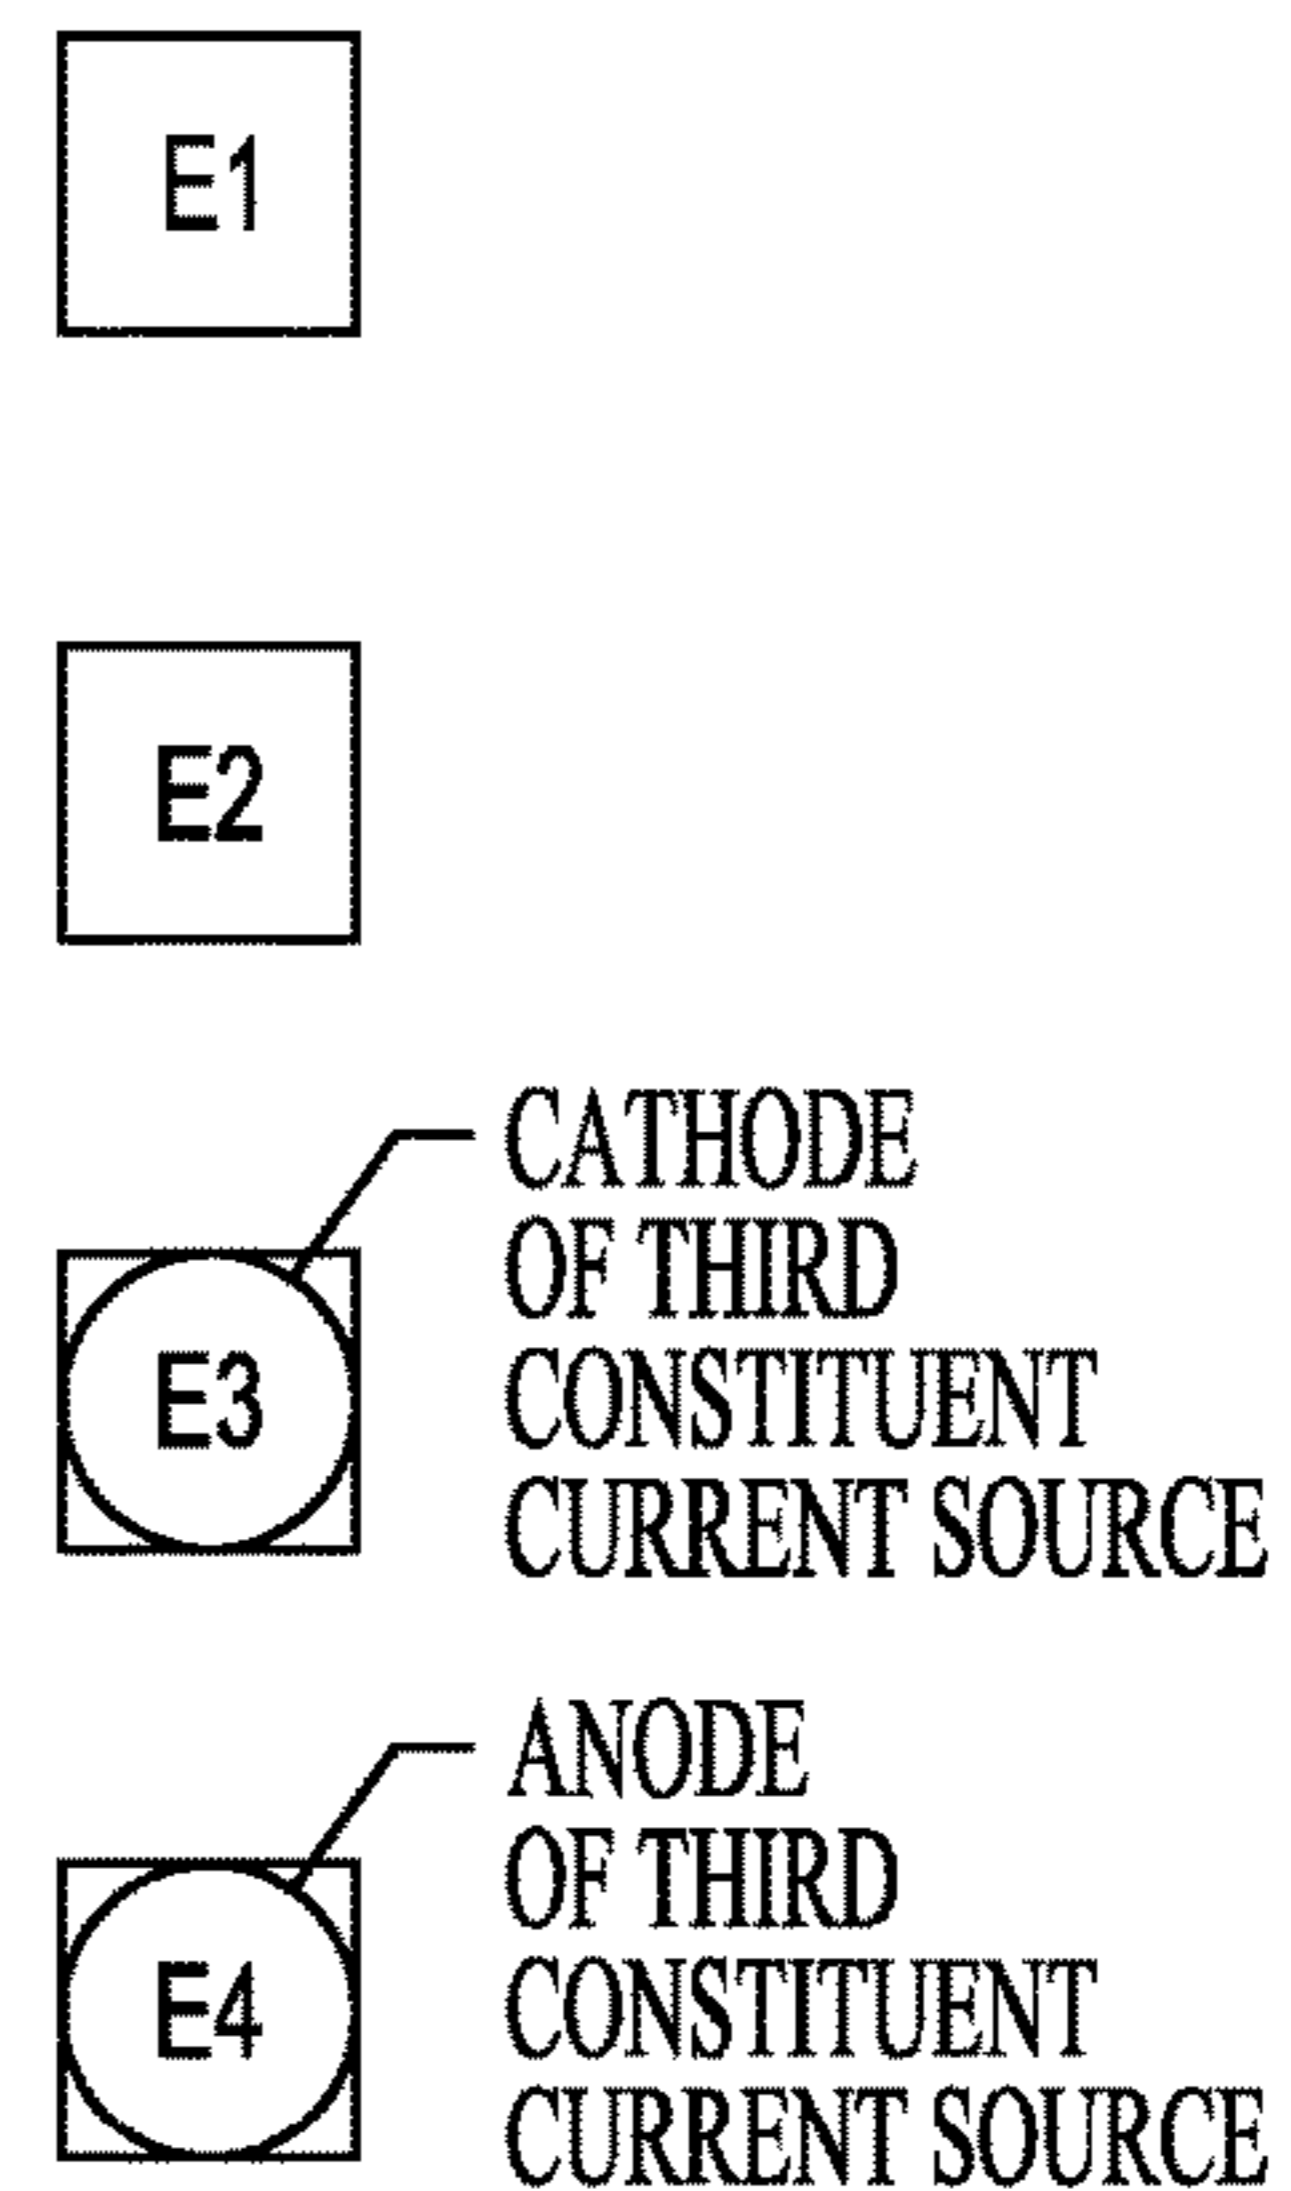 E1
E2
CATHODE
OF THIRD
CONSTITUENT
CURRENT SOURCE
E3
ANODE
OF THIRD
CONSTITUENT
CURRENT SOURCE
E4